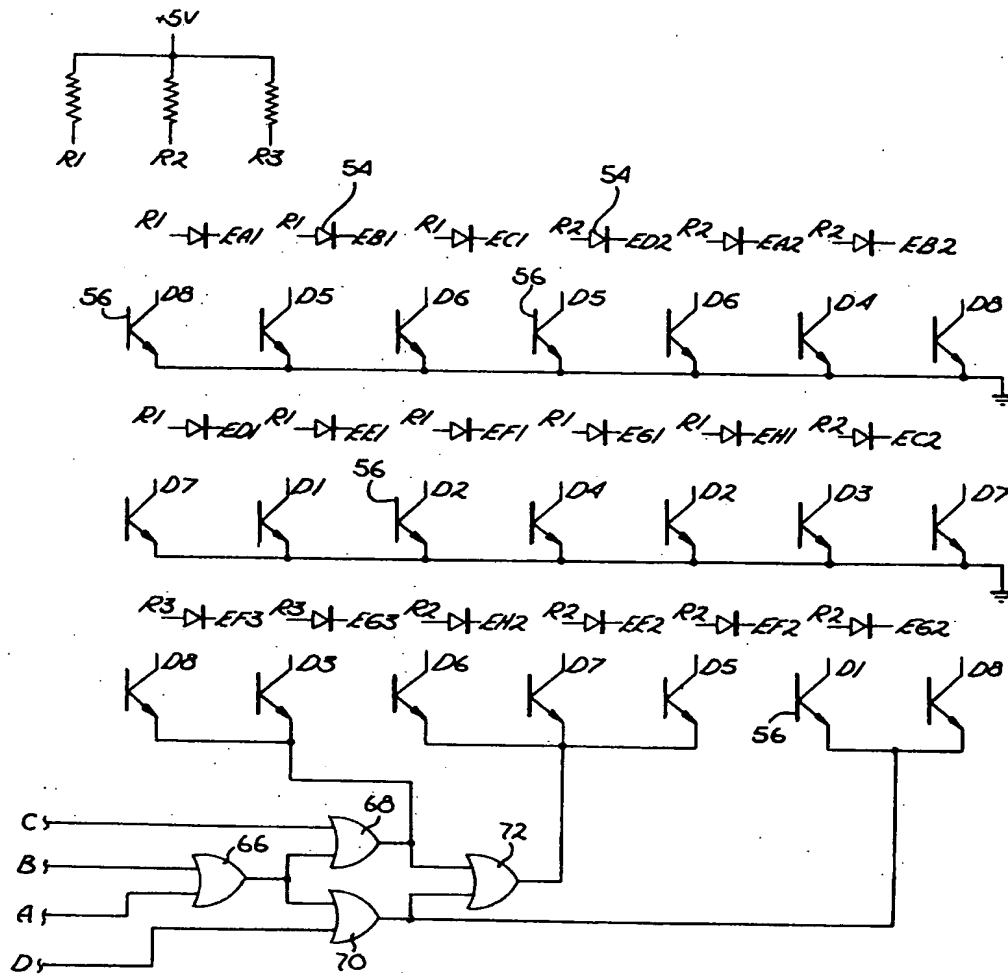 +5V
R1 R2 R3
54 54
R1 EA1 R1 EB1 R1 EC1 R2 ED2 R2 EA2 R2 EB2
56 D8 D5 D6 56 D5 D6 D4 D8
R1 ED1 R1 EE1 R1 EF1 R1 EG1 R1 EH1 R2 EC2
D7 D1 56 D2 D4 D2 D3 D7
R3 EF3 R3 EG3 R2 EH2 R2 EE2 R2 EF2 R2 EG2
D8 D3 D6 D7 D5 D1 D8
56
C 68
B 66 72
A
D 70